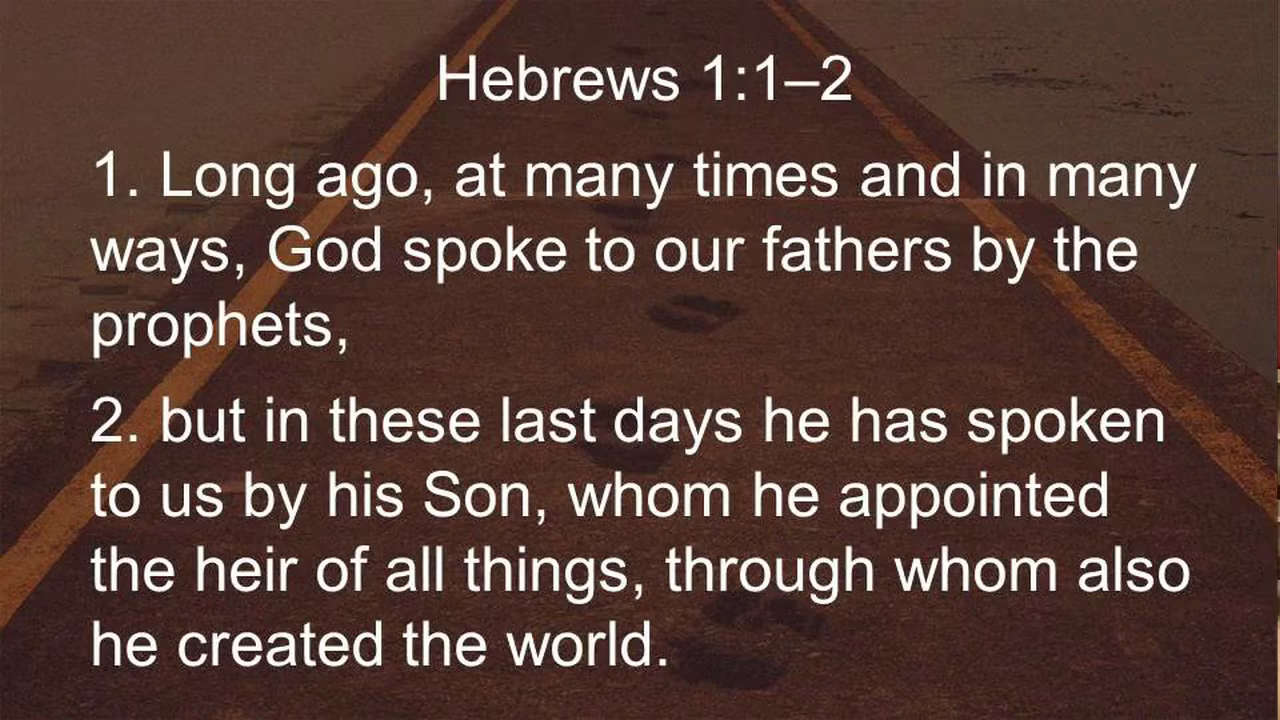 Hebrews 1:1–2
1. Long ago, at many times and in many
ways, God spoke to our fathers by the
prophets,
2. but in these last days he has spoken
to us by his Son, whom he appointed
the heir of all things, through whom also
he created the world.